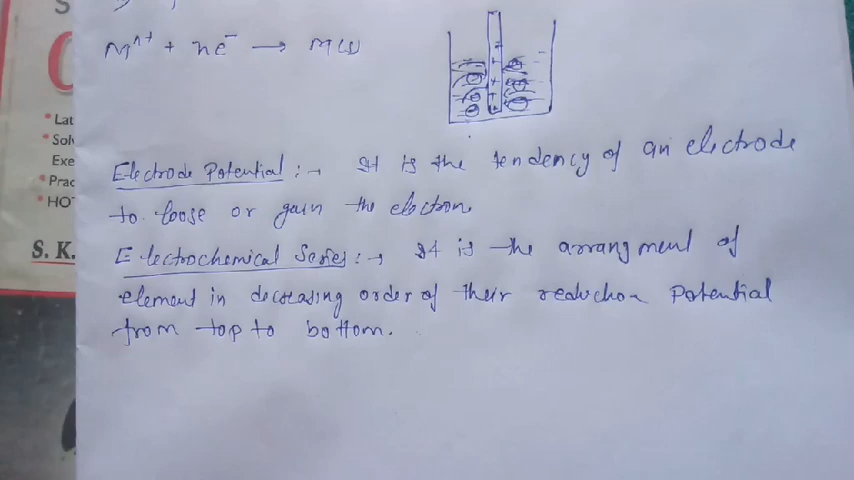 S
Mⁿ⁺ + ne⁻ ⟶ M(s)
Electrode Potential :→ It is the tendency of an electrode
to loose or gain the electron.
Electrochemical Series :→ It is the arrangment of
element in decreasing order of their reduction Potential
from top to bottom.
* Lat
* Solv
Exe
* Prac
* HOT
S. K.